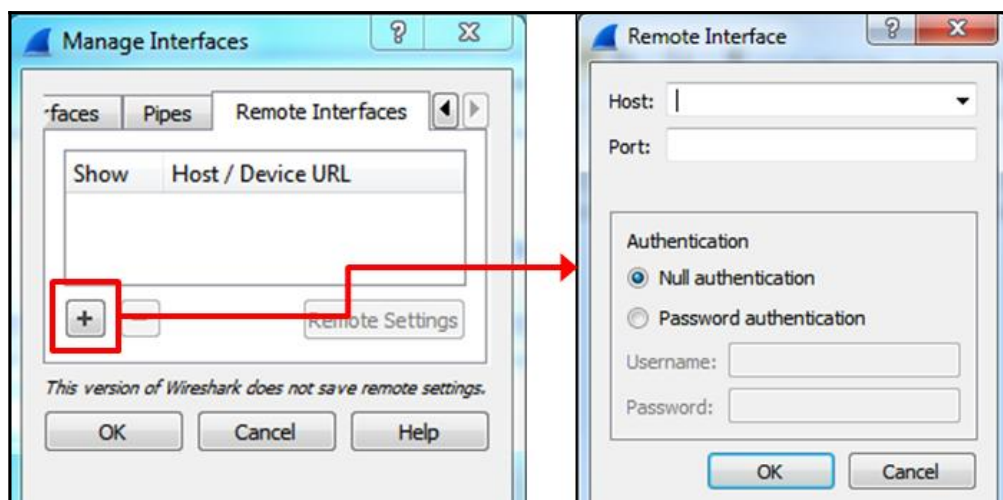 Manage Interfaces
rfaces Pipes Remote Interfaces
Show Host / Device URL
+ −
Remote Settings
This version of Wireshark does not save remote settings.
OK Cancel Help
Remote Interface
Host:
Port:
Authentication
Null authentication
Password authentication
Username:
Password:
OK Cancel